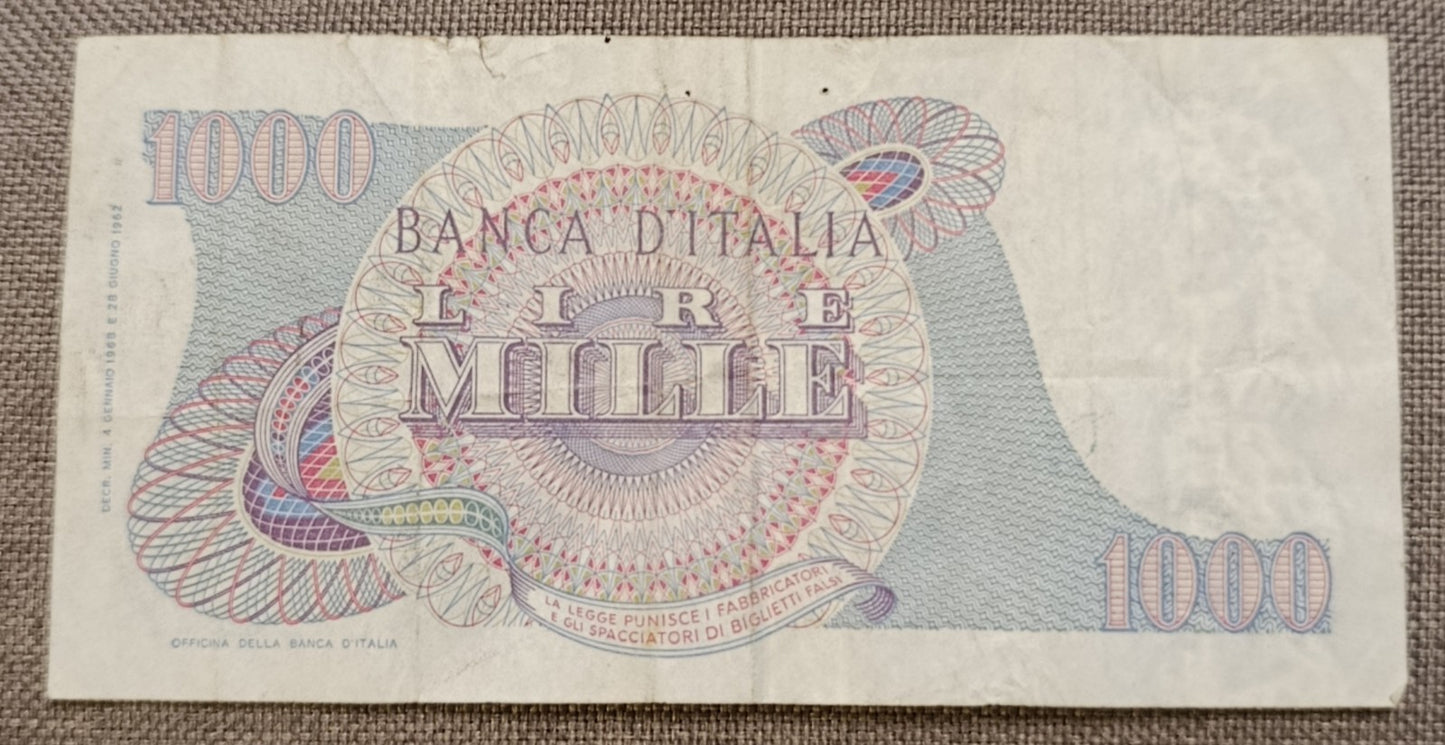 1000
BANCA D'ITALIA
LIRE
MILLE
DECR. MIN. 4 GENNAIO 1968 E 28 GIUGNO 1962
LA LEGGE PUNISCE I FABBRICATORI
E GLI SPACCIATORI DI BIGLIETTI FALSI
1000
OFFICINA DELLA BANCA D'ITALIA